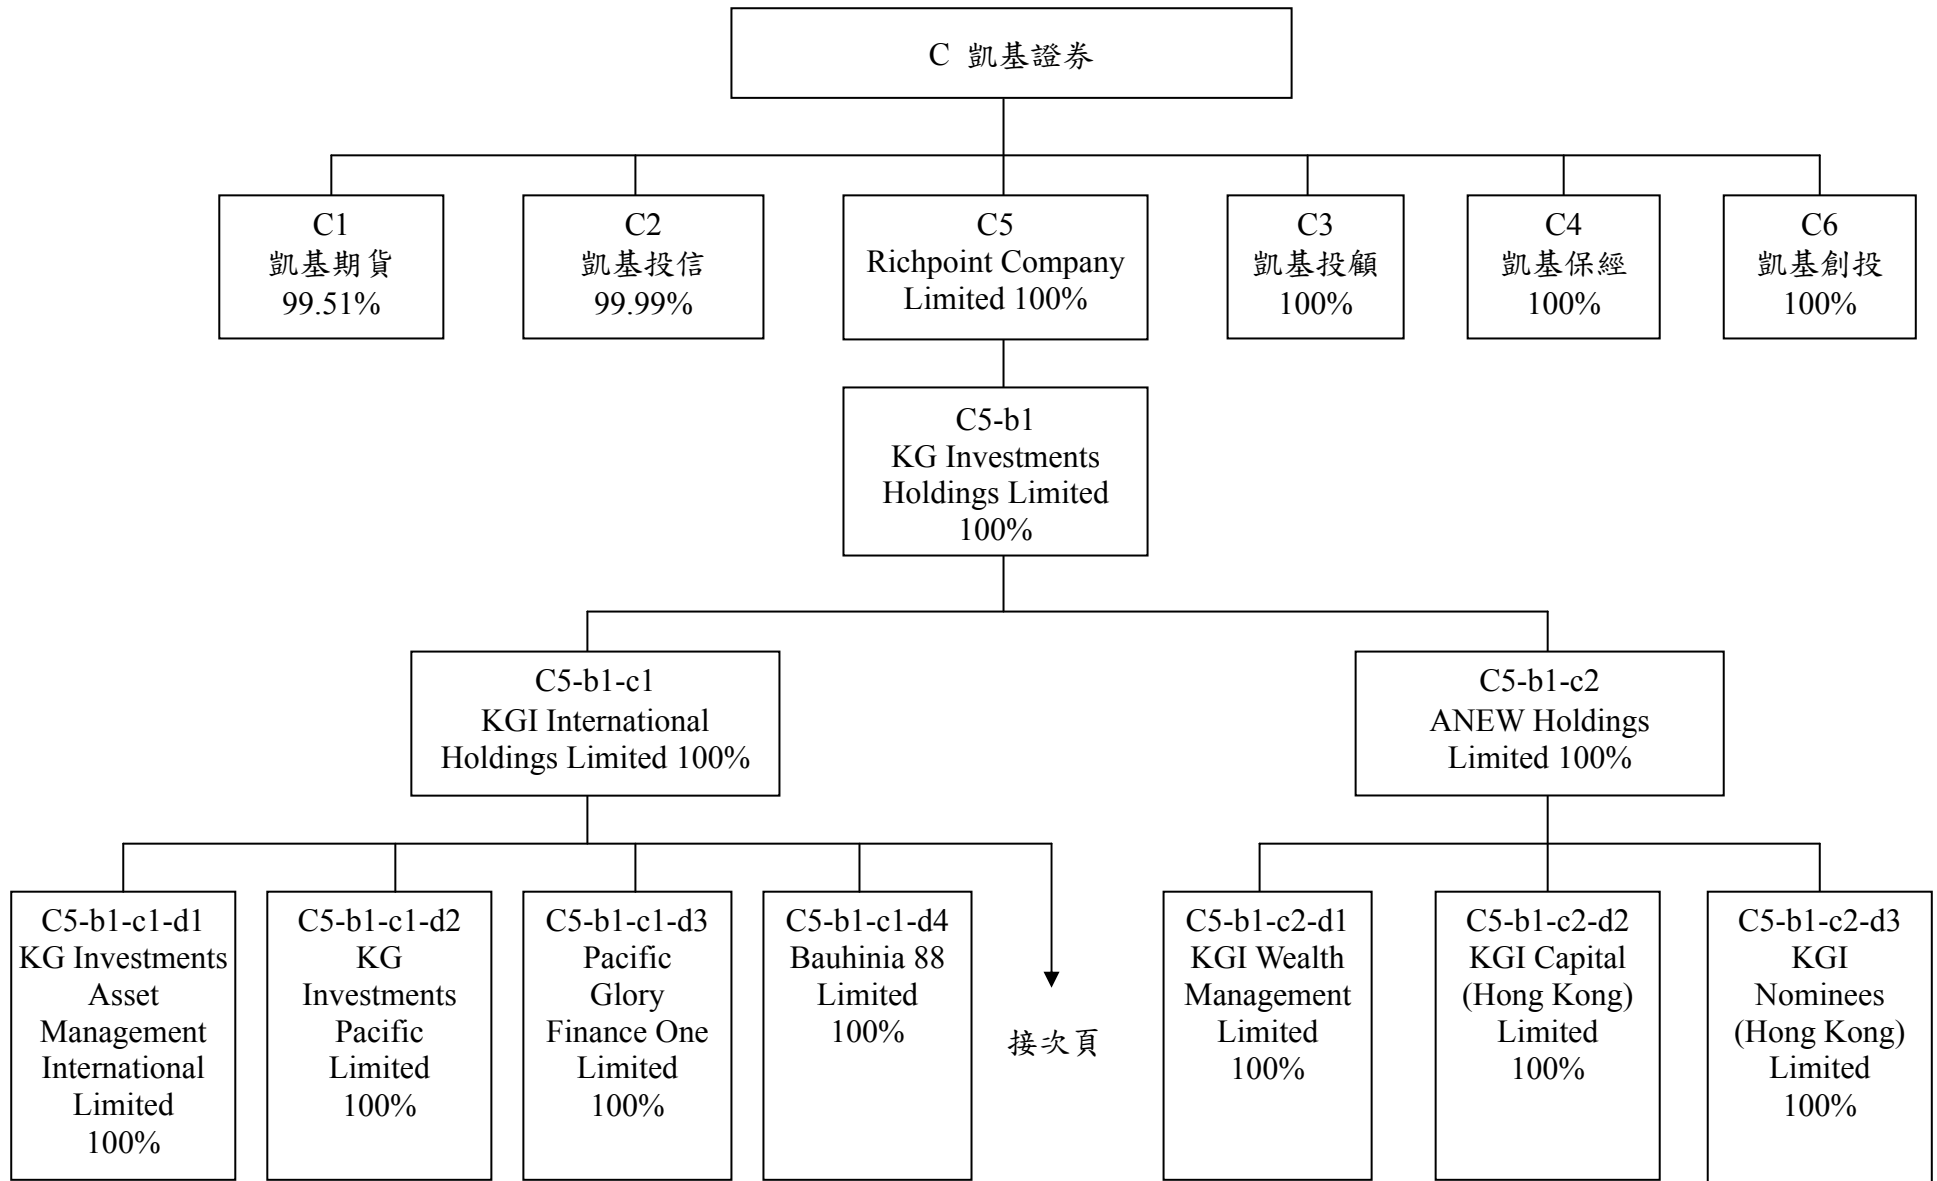 C 凱基證券
C1
凱基期貨
99.51%
C2
凱基投信
99.99%
C5
Richpoint Company
Limited 100%
C3
凱基投顧
100%
C4
凱基保經
100%
C6
凱基創投
100%
C5-b1
KG Investments
Holdings Limited
100%
C5-b1-c1
KGI International
Holdings Limited 100%
C5-b1-c2
ANEW Holdings
Limited 100%
C5-b1-c1-d1
KG Investments
Asset
Management
International
Limited
100%
C5-b1-c1-d2
KG
Investments
Pacific
Limited
100%
C5-b1-c1-d3
Pacific
Glory
Finance One
Limited
100%
C5-b1-c1-d4
Bauhinia 88
Limited
100%
接次頁
C5-b1-c2-d1
KGI Wealth
Management
Limited
100%
C5-b1-c2-d2
KGI Capital
(Hong Kong)
Limited
100%
C5-b1-c2-d3
KGI
Nominees
(Hong Kong)
Limited
100%